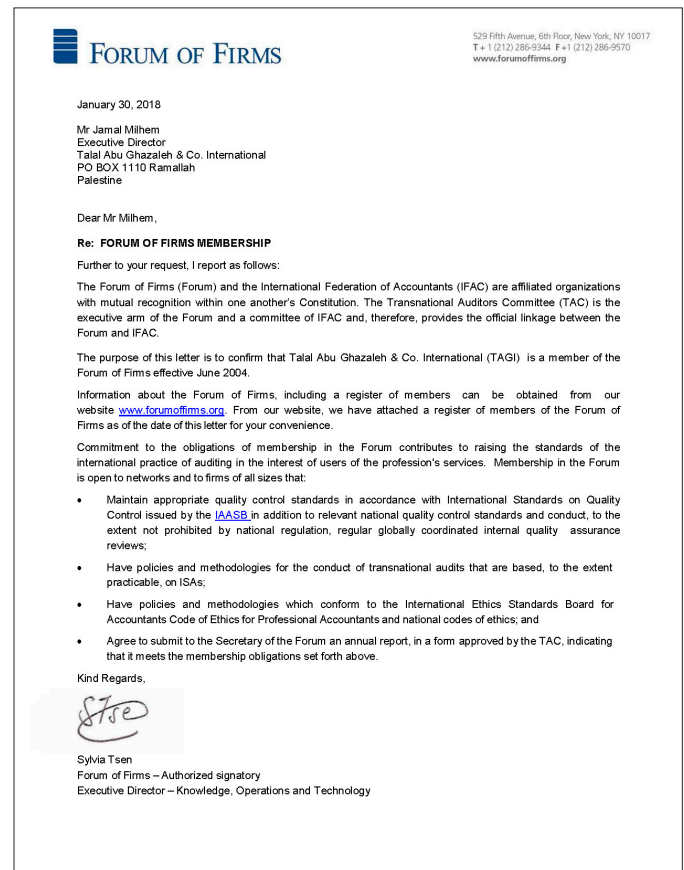 FORUM OF FIRMS
529 Fifth Avenue, 6th Floor, New York, NY 10017
T + 1 (212) 286-9344 F +1 (212) 286-9570
www.forumoffirms.org
January 30, 2018
Mr Jamal Milhem
Executive Director
Talal Abu Ghazaleh & Co. International
PO BOX 1110 Ramallah
Palestine
Dear Mr Milhem,
Re: FORUM OF FIRMS MEMBERSHIP
Further to your request, I report as follows:
The Forum of Firms (Forum) and the International Federation of Accountants (IFAC) are affiliated organizations
with mutual recognition within one another's Constitution. The Transnational Auditors Committee (TAC) is the
executive arm of the Forum and a committee of IFAC and, therefore, provides the official linkage between the
Forum and IFAC.
The purpose of this letter is to confirm that Talal Abu Ghazaleh & Co. International (TAGI) is a member of the
Forum of Firms effective June 2004.
Information about the Forum of Firms, including a register of members can be obtained from our
website www.forumoffirms.org. From our website, we have attached a register of members of the Forum of
Firms as of the date of this letter for your convenience.
Commitment to the obligations of membership in the Forum contributes to raising the standards of the
international practice of auditing in the interest of users of the profession's services. Membership in the Forum
is open to networks and to firms of all sizes that:
• Maintain appropriate quality control standards in accordance with International Standards on Quality
Control issued by the IAASB in addition to relevant national quality control standards and conduct, to the
extent not prohibited by national regulation, regular globally coordinated internal quality assurance
reviews;
• Have policies and methodologies for the conduct of transnational audits that are based, to the extent
practicable, on ISAs;
• Have policies and methodologies which conform to the International Ethics Standards Board for
Accountants Code of Ethics for Professional Accountants and national codes of ethics; and
• Agree to submit to the Secretary of the Forum an annual report, in a form approved by the TAC, indicating
that it meets the membership obligations set forth above.
Kind Regards,
STse
Sylvia Tsen
Forum of Firms – Authorized signatory
Executive Director – Knowledge, Operations and Technology